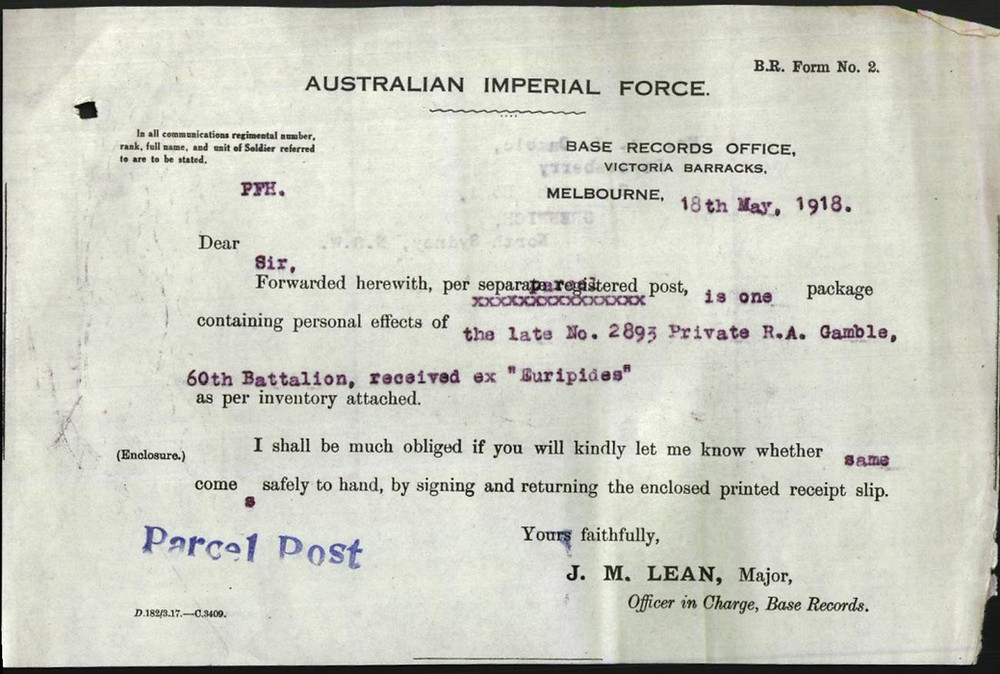 B.R. Form No. 2.
AUSTRALIAN IMPERIAL FORCE.
In all communications regimental number,
rank, full name, and unit of Soldier referred
to are to be stated.
BASE RECORDS OFFICE,
VICTORIA BARRACKS,
PFH.
MELBOURNE, 18th May, 1918.
Dear
Sir,
Forwarded herewith, per separate registered post, is one package
xxxxxxxxxxxxxxxxx
containing personal effects of the late No. 2893 Private R.A. Gamble,
60th Battalion, received ex "Euripides"
as per inventory attached.
(Enclosure.) I shall be much obliged if you will kindly let me know whether same
come s safely to hand, by signing and returning the enclosed printed receipt slip.
Parcel Post
Yours faithfully,
J. M. LEAN, Major,
Officer in Charge, Base Records.
D.182/3.17.—C.3409.